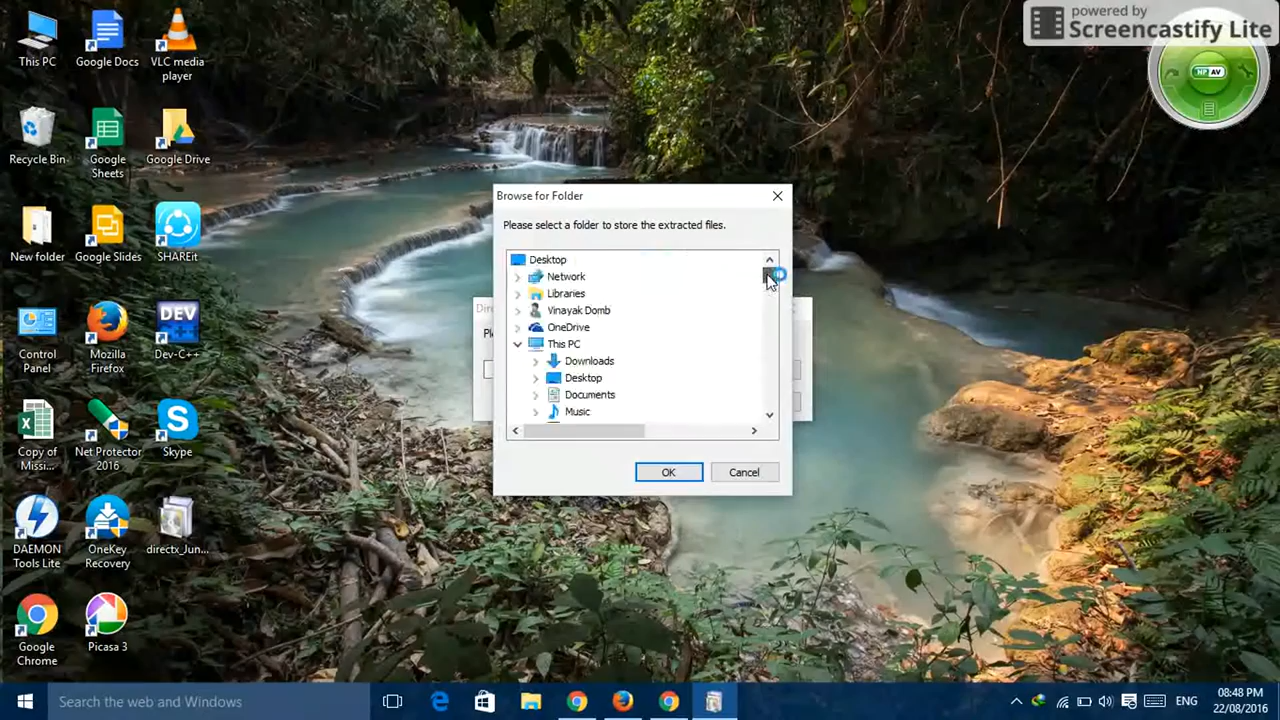 powered by
Screencastify Lite
NP AV
This PC
Google Docs
VLC media
player
Recycle Bin
Google
Sheets
Google Drive
New folder
Google Slides
SHAREit
Control
Panel
Mozilla
Firefox
DEV
Dev-C++
Copy of
Missi...
Net Protector
2016
Skype
DAEMON
Tools Lite
OneKey
Recovery
directx_Jun...
Google
Chrome
Picasa 3
Browse for Folder
Please select a folder to store the extracted files.
Desktop
Network
Libraries
Vinayak Domb
OneDrive
This PC
Downloads
Desktop
Documents
Music
OK
Cancel
Search the web and Windows
ENG
08:48 PM
22/08/2016